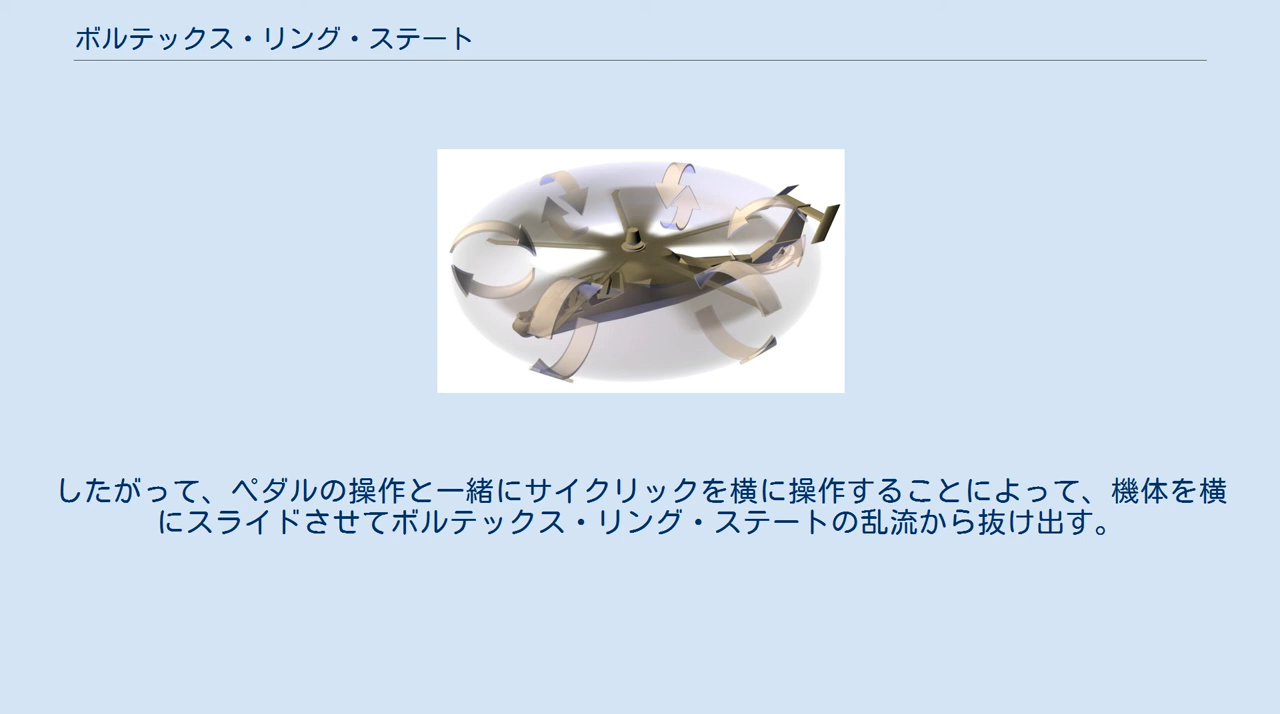 ボルテックス・リング・ステート
したがって、ペダルの操作と一緒にサイクリックを横に操作することによって、機体を横
にスライドさせてボルテックス・リング・ステートの乱流から抜け出す。